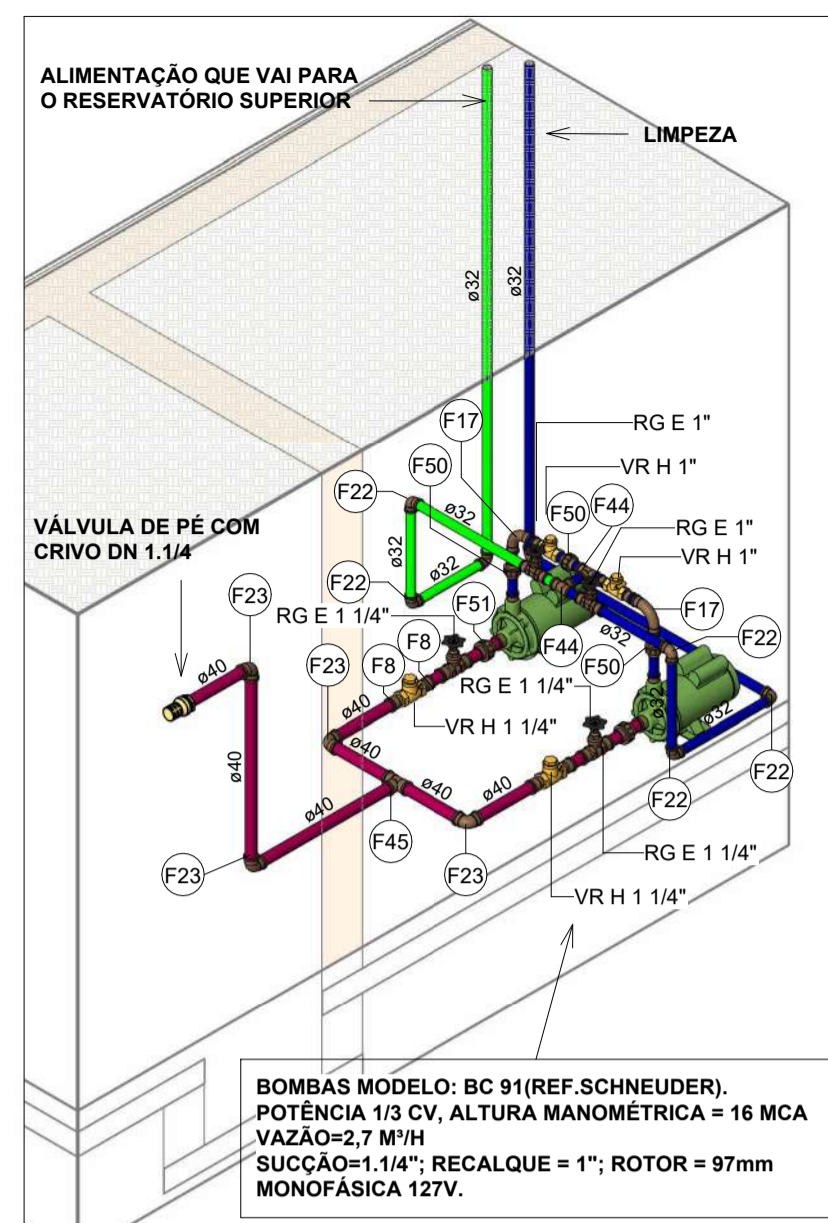 ALIMENTAÇÃO QUE VAI PARA
O RESERVATÓRIO SUPERIOR
LIMPEZA
ø32
ø32
F17
RG E 1"
F50
VR H 1"
F22
ø32
F50
F44
RG E 1"
VR H 1"
VÁLVULA DE PÉ COM
CRIVO DN 1.1/4
ø32
ø32
F22
F23
RG E 1 1/4"
F51
F17
F44
ø32
F22
F23
F8
F8
F50
RG E 1 1/4"
ø40
ø40
VR H 1 1/4"
ø32
ø32
ø40
ø40
ø40
ø40
ø40
F22
F22
F45
F23
F23
RG E 1 1/4"
VR H 1 1/4"
BOMBAS MODELO: BC 91(REF.SCHNEUDER).
POTÊNCIA 1/3 CV, ALTURA MANOMÉTRICA = 16 MCA
VAZÃO=2,7 M³/H
SUCÇÃO=1.1/4"; RECALQUE = 1"; ROTOR = 97mm
MONOFÁSICA 127V.